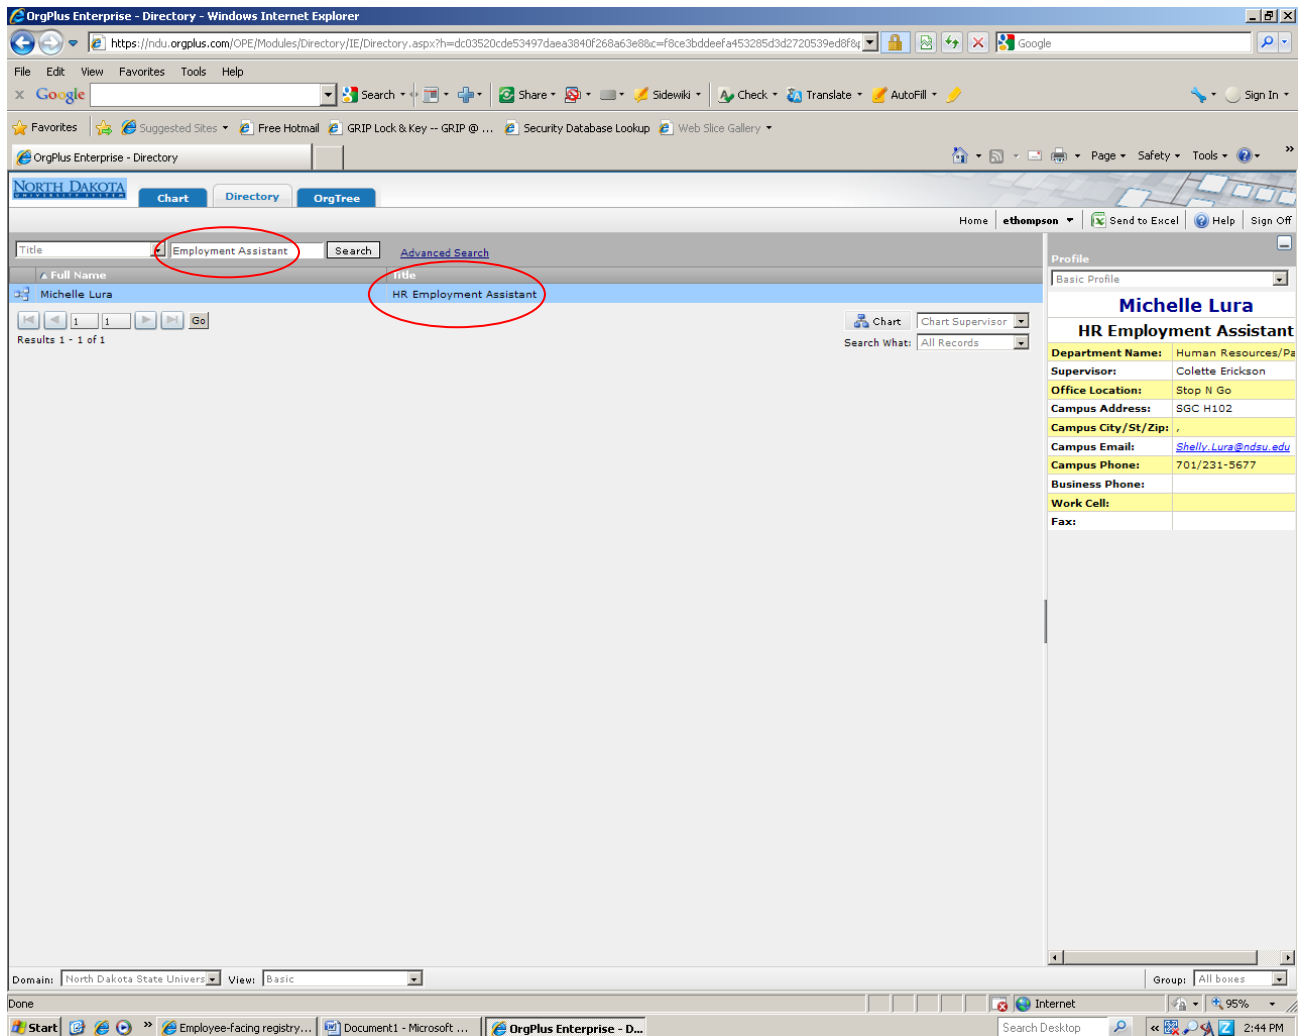 OrgPlus Enterprise - Directory - Windows Internet Explorer
https://ndu.orgplus.com/OPE/Modules/Directory/IE/Directory.aspx?h=dc03520cde53497daea3840f268a63e88c=f8ce3bddeefa453285d3d2720539ed8f8
Google
File Edit View Favorites Tools Help
x Google Search Share Sidewiki Check Translate AutoFill Sign In
Favorites Suggested Sites Free Hotmail GRIP Lock & Key -- GRIP @ ... Security Database Lookup Web Slice Gallery
OrgPlus Enterprise - Directory Page Safety Tools »
NORTH DAKOTA
UNIVERSITY SYSTEM
Chart Directory OrgTree
Home ethompson Send to Excel Help Sign Off
Title Employment Assistant Search Advanced Search
Full Name Title
Michelle Lura HR Employment Assistant
1 1 Go
Results 1 - 1 of 1
Chart Chart Supervisor
Search What: All Records
Profile
Basic Profile
Michelle Lura
HR Employment Assistant
Department Name: Human Resources/Pa
Supervisor: Colette Erickson
Office Location: Stop N Go
Campus Address: SGC H102
Campus City/St/Zip: ,
Campus Email: Shelly.Lura@ndsu.edu
Campus Phone: 701/231-5677
Business Phone:
Work Cell:
Fax:
Domain: North Dakota State Univers View: Basic Group: All boxes
Done Internet 95%
Start » Employee-facing registry... Document1 - Microsoft ... OrgPlus Enterprise - D... Search Desktop « 2:44 PM